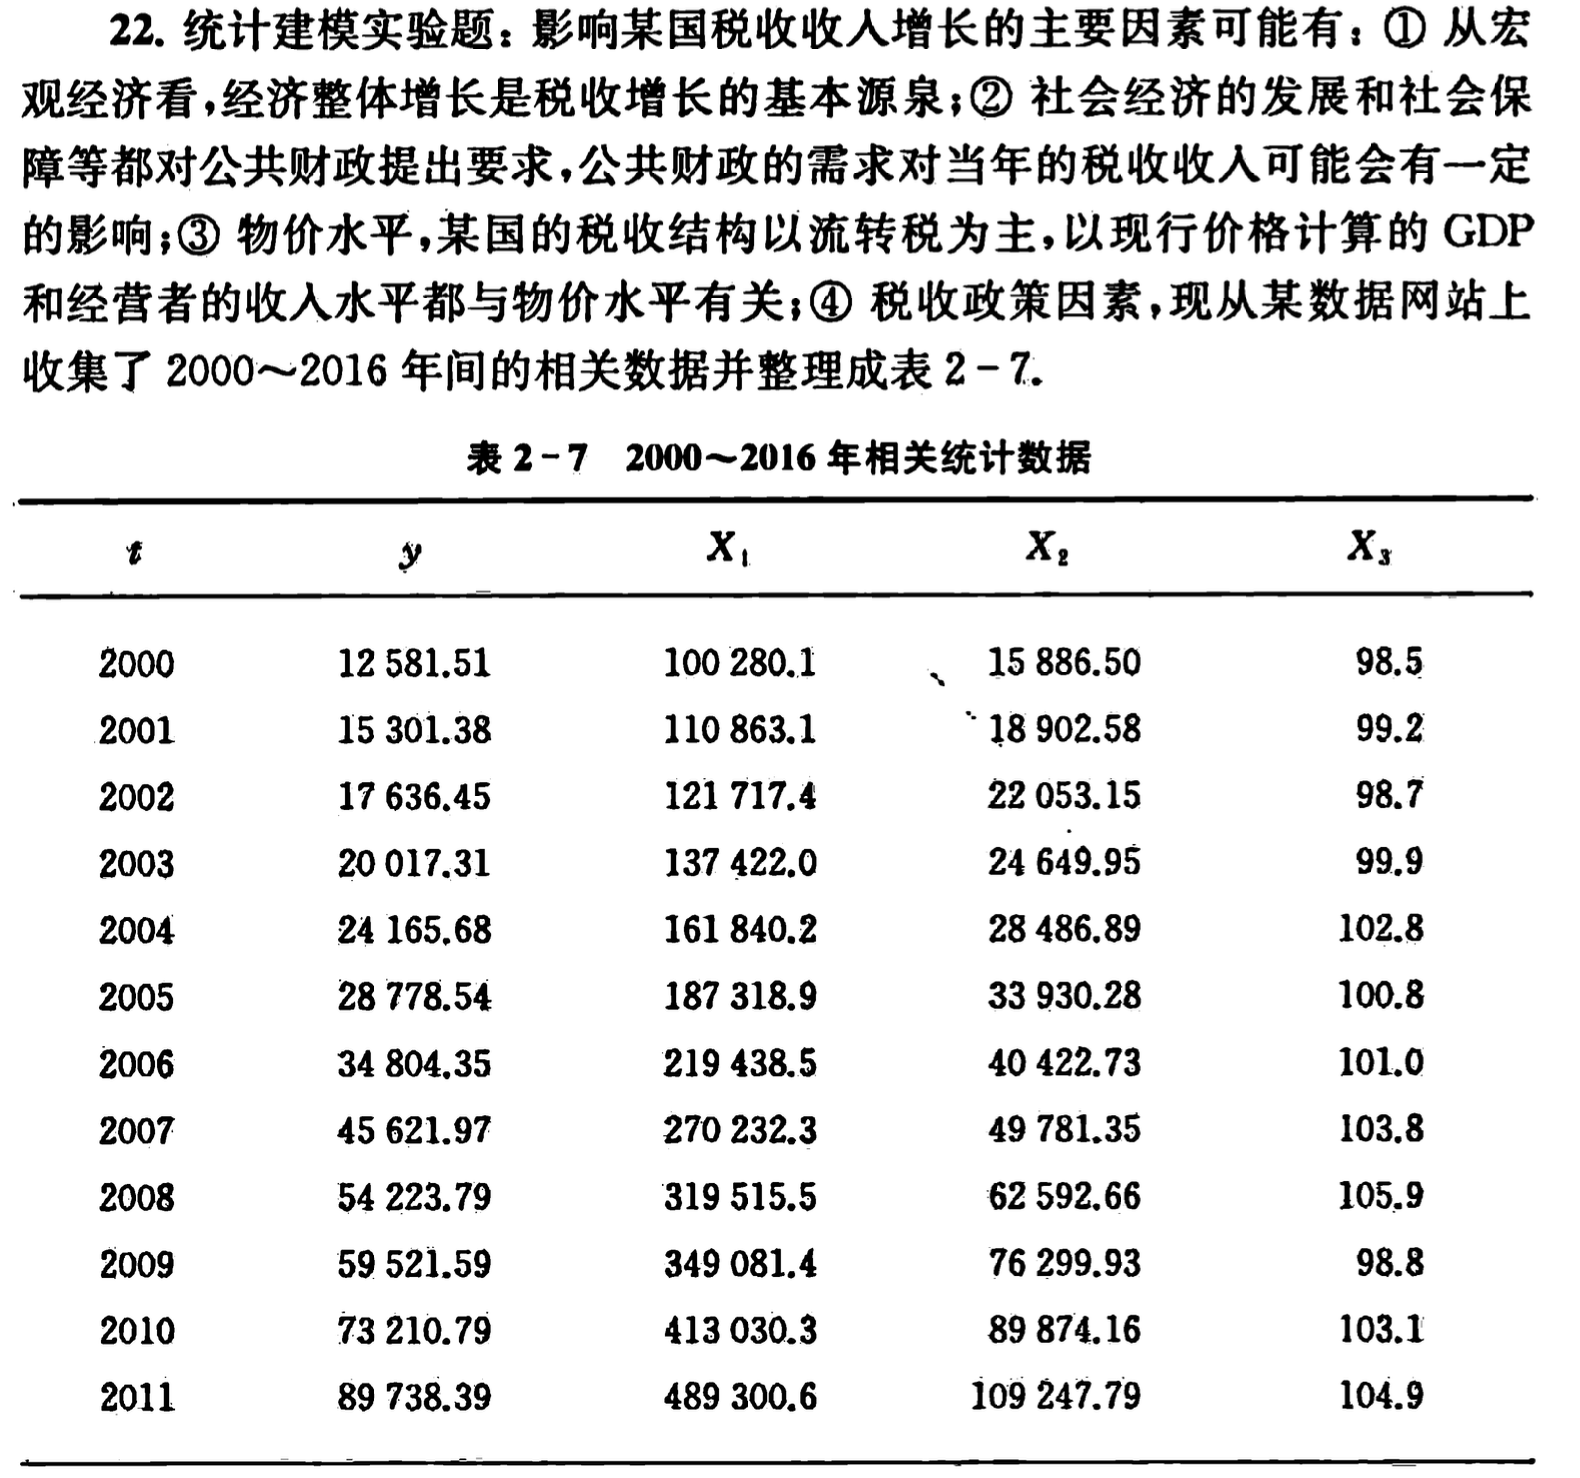 22. 统计建模实验题：影响某国税收收入增长的主要因素可能有：① 从宏
观经济看，经济整体增长是税收增长的基本源泉；② 社会经济的发展和社会保
障等都对公共财政提出要求，公共财政的需求对当年的税收收入可能会有一定
的影响；③ 物价水平，某国的税收结构以流转税为主，以现行价格计算的 GDP
和经营者的收入水平都与物价水平有关；④ 税收政策因素，现从某数据网站上
收集了 2000～2016 年间的相关数据并整理成表 2-7.
表 2-7 2000～2016 年相关统计数据
t y X₁ X₂ X₃
2000 12 581.51 100 280.1 15 886.50 98.5
2001 15 301.38 110 863.1 18 902.58 99.2
2002 17 636.45 121 717.4 22 053.15 98.7
2003 20 017.31 137 422.0 24 649.95 99.9
2004 24 165.68 161 840.2 28 486.89 102.8
2005 28 778.54 187 318.9 33 930.28 100.8
2006 34 804.35 219 438.5 40 422.73 101.0
2007 45 621.97 270 232.3 49 781.35 103.8
2008 54 223.79 319 515.5 62 592.66 105.9
2009 59 521.59 349 081.4 76 299.93 98.8
2010 73 210.79 413 030.3 89 874.16 103.1
2011 89 738.39 489 300.6 109 247.79 104.9